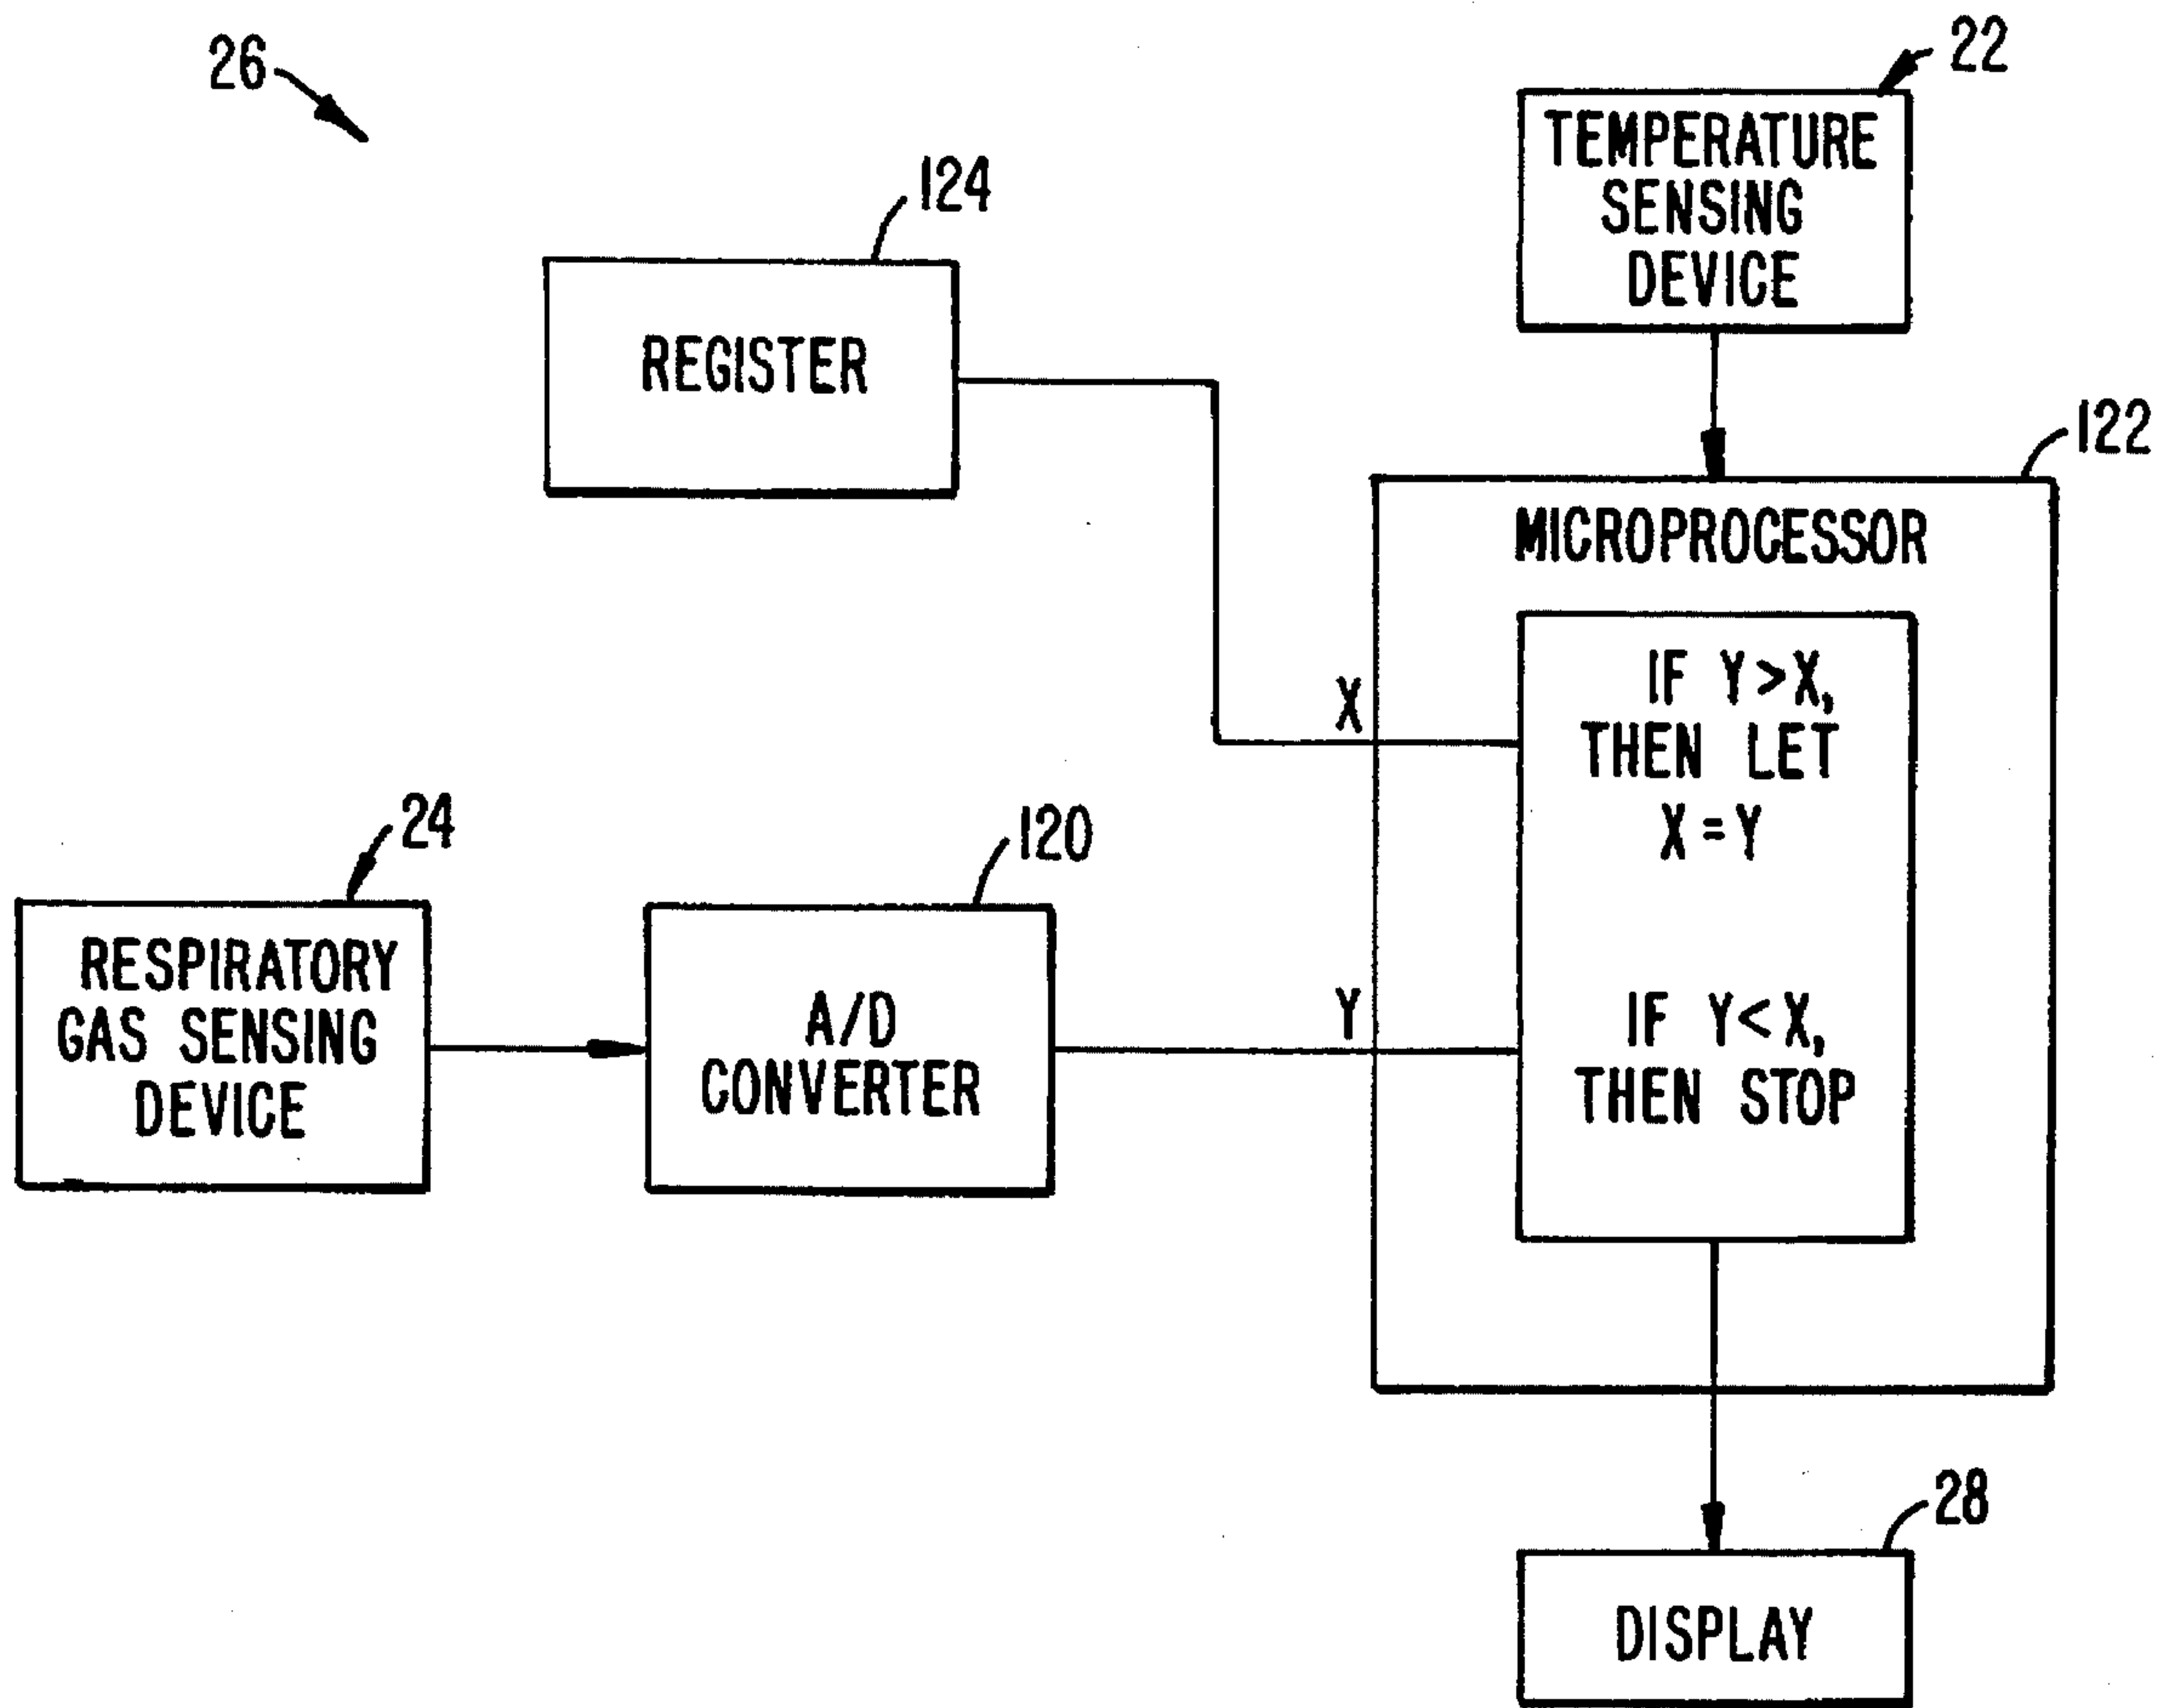 26
22
TEMPERATURE
SENSING
DEVICE
124
REGISTER
122
MICROPROCESSOR
X
IF Y>X,
THEN LET
X=Y
24
120
RESPIRATORY
GAS SENSING
DEVICE
A/D
CONVERTER
Y
IF Y<X,
THEN STOP
28
DISPLAY